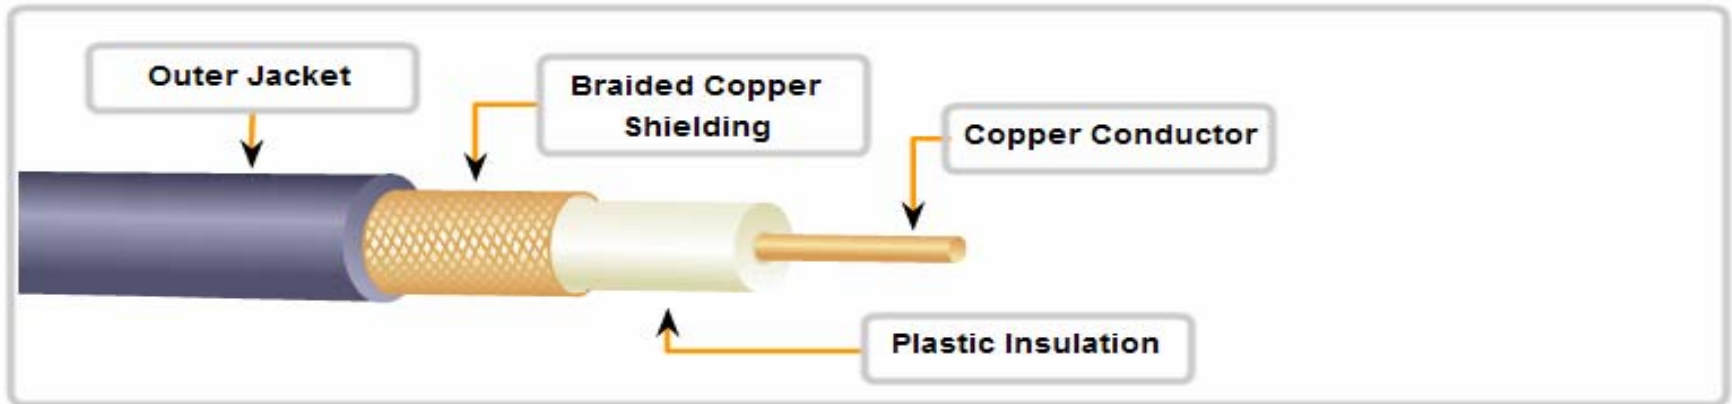 Outer Jacket
Braided Copper
Shielding
Copper Conductor
Plastic Insulation